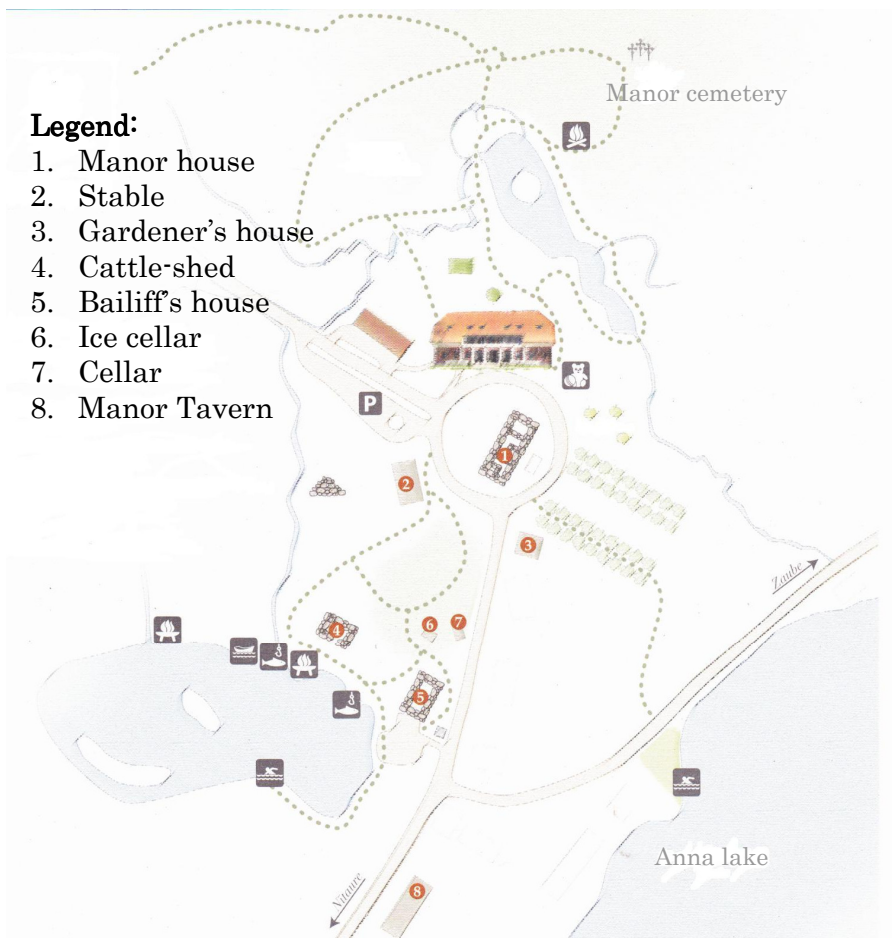 Manor cemetery
Legend:
1. Manor house
2. Stable
3. Gardener's house
4. Cattle-shed
5. Bailiff's house
6. Ice cellar
7. Cellar
8. Manor Tavern
P
1
2
3
Zaube
6 7
4
5
Anna lake
Nitaure
8